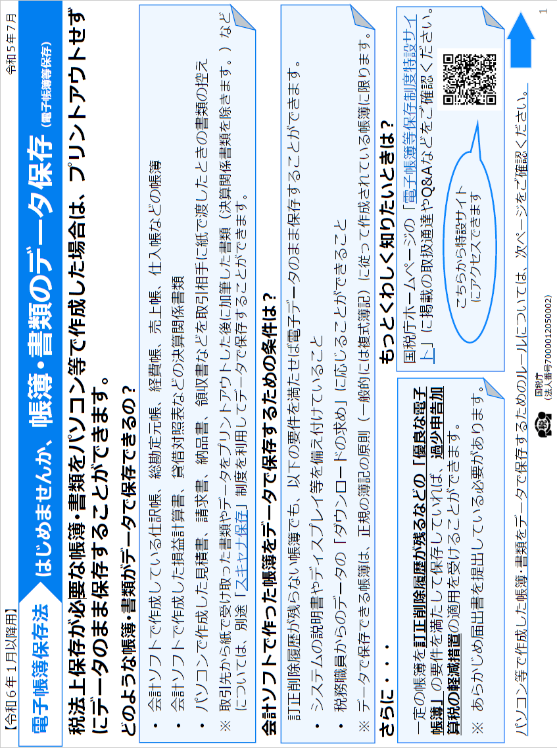 【令和６年１月以降用】
令和５年７月
電子帳簿保存法
はじめませんか、帳簿・書類のデータ保存（電子帳簿等保存）
税法上保存が必要な帳簿・書類をパソコン等で作成した場合は、プリントアウトせず
にデータのまま保存することができます。
どのような帳簿・書類がデータで保存できるの？
・ 会計ソフトで作成している仕訳帳、総勘定元帳、経費帳、売上帳、仕入帳などの帳簿
・ 会計ソフトで作成した損益計算書、貸借対照表などの決算関係書類
・ パソコンで作成した見積書、請求書、納品書、領収書などを取引相手に紙で渡したときの書類の控え
※ 取引先から紙で受け取った書類やデータをプリントアウトした後に加筆した書類（決算関係書類を除きます。）など
については、別途「スキャナ保存」制度を利用してデータで保存することができます。
会計ソフトで作った帳簿をデータで保存するための条件は？
訂正削除履歴が残らない帳簿でも、以下の要件を満たせば電子データのまま保存することができます。
・ システムの説明書やディスプレイ等を備え付けていること
・ 税務職員からのデータの「ダウンロードの求め」に応じることができること
※ データで保存できる帳簿は、正規の簿記の原則（一般的には複式簿記）に従って作成されている帳簿に限ります。
さらに・・・
一定の帳簿を訂正削除履歴が残るなどの「優良な電子
帳簿」の要件を満たして保存していれば、過少申告加
算税の軽減措置の適用を受けることができます。
※ あらかじめ届出書を提出している必要があります。
もっとくわしく知りたいときは？
国税庁ホームページの「電子帳簿等保存制度特設サイ
ト」に掲載の取扱通達やQ&Aなどをご確認ください。
こちらから特設サイト
にアクセスできます
国税庁
（法人番号7000012050002）
パソコン等で作成した帳簿・書類をデータで保存するためのルールについては、次ページをご確認ください。
1